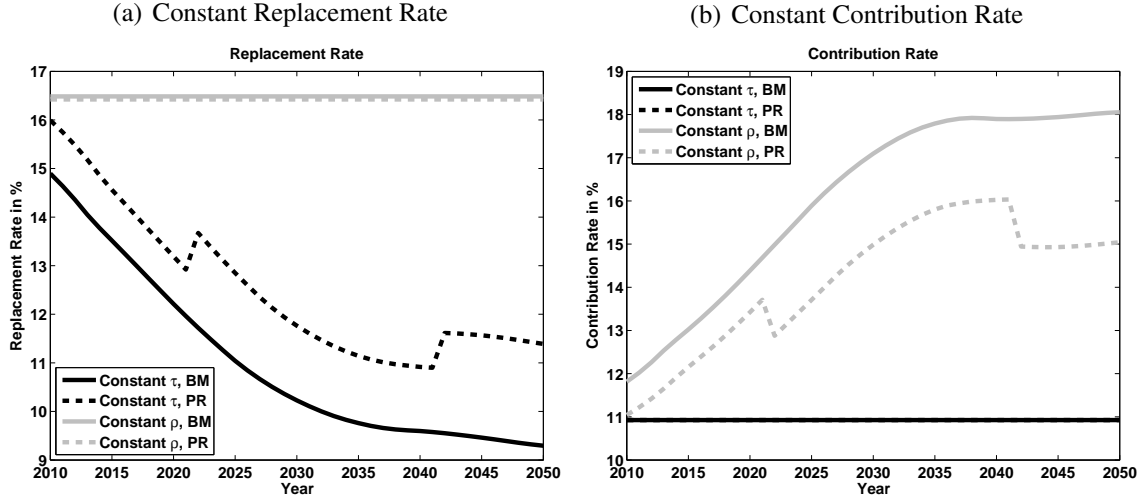 (a) Constant Replacement Rate
Replacement Rate
Replacement Rate in %
17
16
15
14
13
12
11
10
9
Constant τ, BM
Constant τ, PR
Constant ρ, BM
Constant ρ, PR
2010 2015 2020 2025 2030 2035 2040 2045 2050
Year
(b) Constant Contribution Rate
Contribution Rate
Contribution Rate in %
19
18
17
16
15
14
13
12
11
10
Constant τ, BM
Constant τ, PR
Constant ρ, BM
Constant ρ, PR
2010 2015 2020 2025 2030 2035 2040 2045 2050
Year